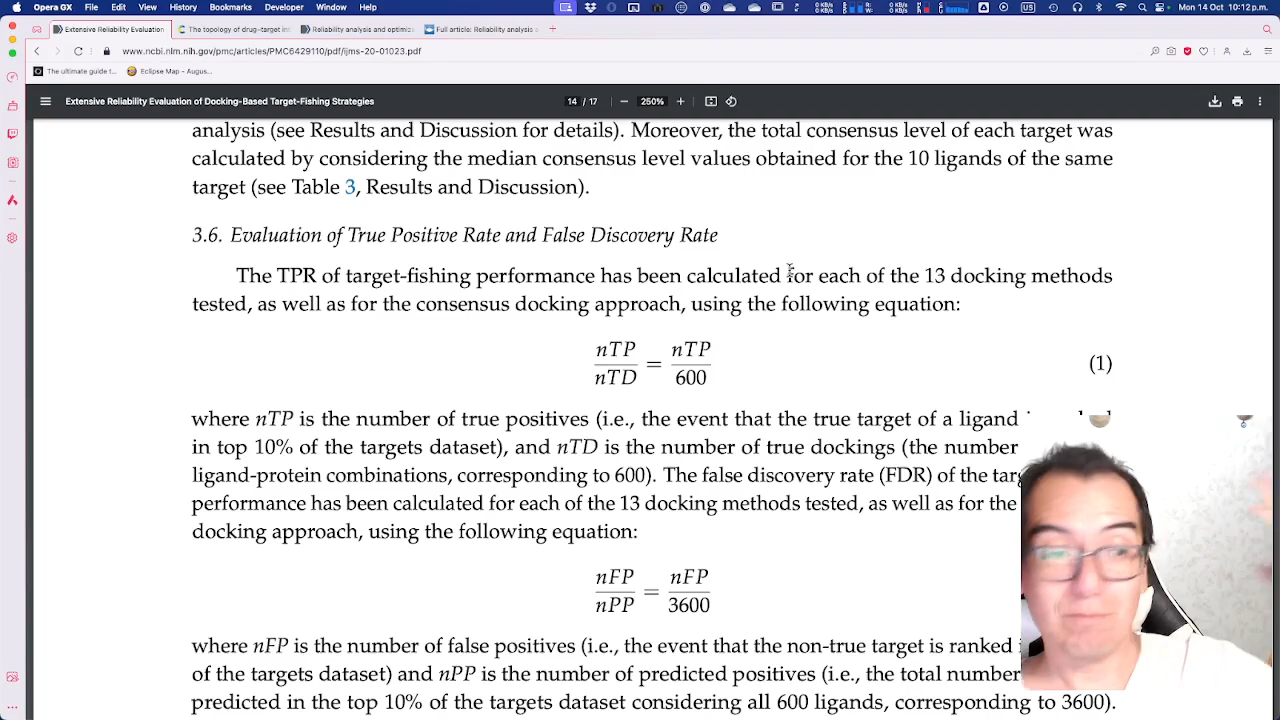 Opera GX File Edit View History Bookmarks Developer Window Help
0KB/s 0KB/s
Mon 14 Oct 10:12 p.m.
Extensive Reliability Evaluation
The topology of drug-target in
Reliability analysis and optimiz
Full article: Reliability analysis o
www.ncbi.nlm.nih.gov/pmc/articles/PMC6429110/pdf/ijms-20-01023.pdf
The ultimate guide t...
Eclipse Map - Augus...
Extensive Reliability Evaluation of Docking-Based Target-Fishing Strategies
14 / 17
250%
analysis (see Results and Discussion for details). Moreover, the total consensus level of each target was
calculated by considering the median consensus level values obtained for the 10 ligands of the same
target (see Table 3, Results and Discussion).
3.6. Evaluation of True Positive Rate and False Discovery Rate
The TPR of target-fishing performance has been calculated for each of the 13 docking methods
tested, as well as for the consensus docking approach, using the following equation:
nTP/nTD = nTP/600 (1)
where nTP is the number of true positives (i.e., the event that the true target of a ligand
in top 10% of the targets dataset), and nTD is the number of true dockings (the number
ligand-protein combinations, corresponding to 600). The false discovery rate (FDR) of the
performance has been calculated for each of the 13 docking methods tested, as well as for the
docking approach, using the following equation:
nFP/nPP = nFP/3600
where nFP is the number of false positives (i.e., the event that the non-true target is ranked
of the targets dataset) and nPP is the number of predicted positives (i.e., the total number
predicted in the top 10% of the targets dataset considering all 600 ligands, corresponding to 3600).